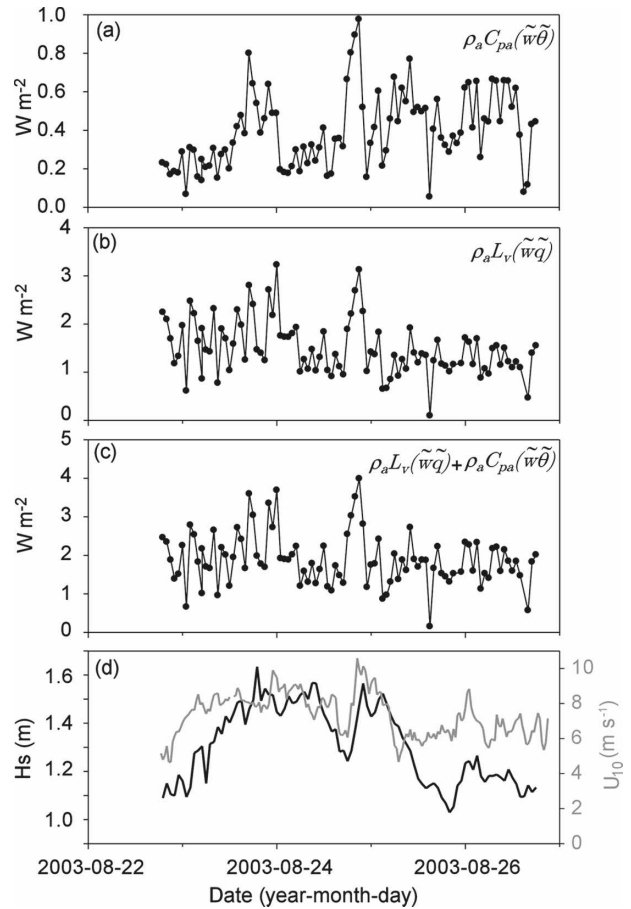 (a)
ρₐCₚₐ(w̃θ̃)
1.0
0.8
0.6
0.4
0.2
0.0
W m⁻²
(b)
ρₐLᵥ(w̃q̃)
4
3
2
1
0
W m⁻²
(c)
ρₐLᵥ(w̃q̃)+ρₐCₚₐ(w̃θ̃)
5
4
3
2
1
0
W m⁻²
(d)
1.6
1.4
1.2
1.0
Hs (m)
10
8
6
4
2
0
U₁₀ (m s⁻¹)
2003-08-22
2003-08-24
2003-08-26
Date (year-month-day)